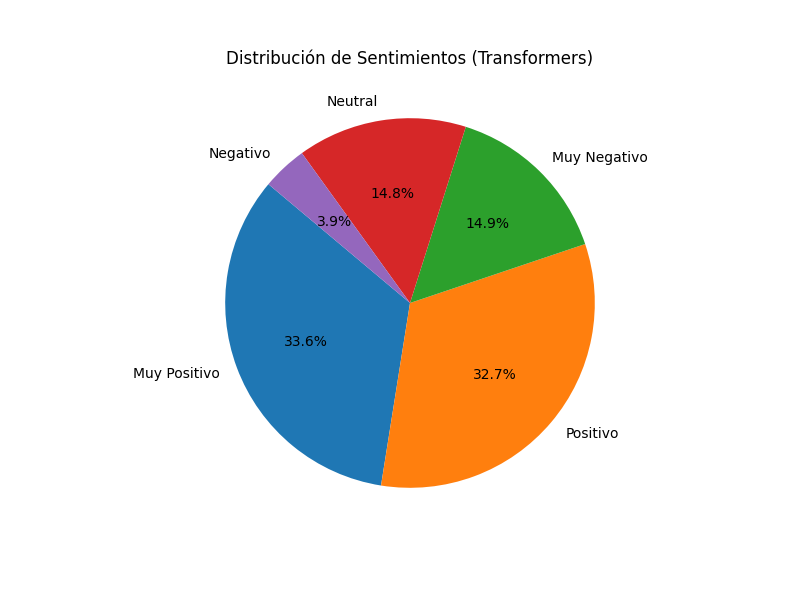 Distribución de Sentimientos (Transformers)
Neutral
Negativo
Muy Negativo
14.8%
3.9%
14.9%
33.6%
Muy Positivo
32.7%
Positivo